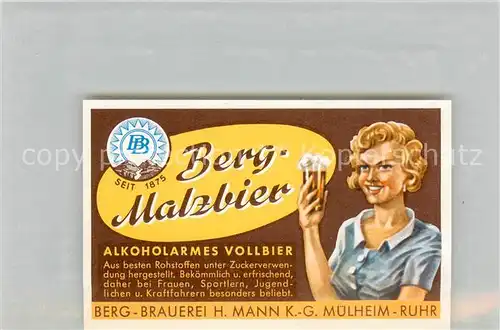 BB
SEIT 1875
Berg-
Malzbier
ALKOHOLARMES VOLLBIER
Aus besten Rohstoffen unter Zuckerverwen-
dung hergestellt. Bekömmlich u. erfrischend,
daher bei Frauen, Sportlern, Jugend-
lichen u. Kraftfahrern besonders beliebt.
BERG-BRAUEREI H. MANN K.-G. MÜLHEIM-RUHR